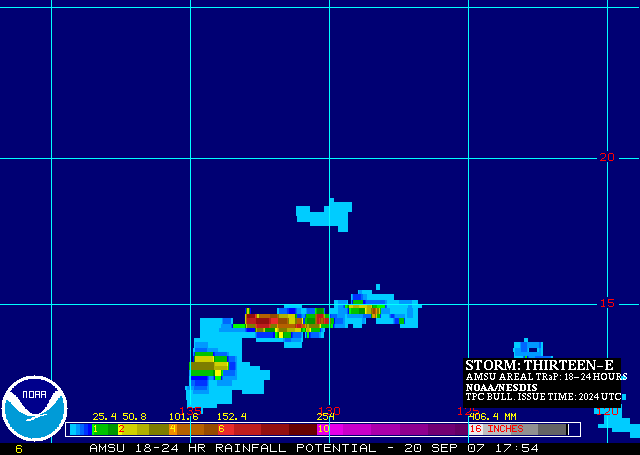 20
15
STORM: THIRTEEN-E
AMSU AREAL TRaP: 18-24 HOURS
NOAA/NESDIS
TPC BULL. ISSUE TIME: 2024 UTC
NOAA
130 120
25.4 50.8 101.6 152.4 254 406.4 MM
1 2 4 6 10 16 INCHES
6 AMSU 18-24 HR RAINFALL POTENTIAL - 20 SEP 07 17:54